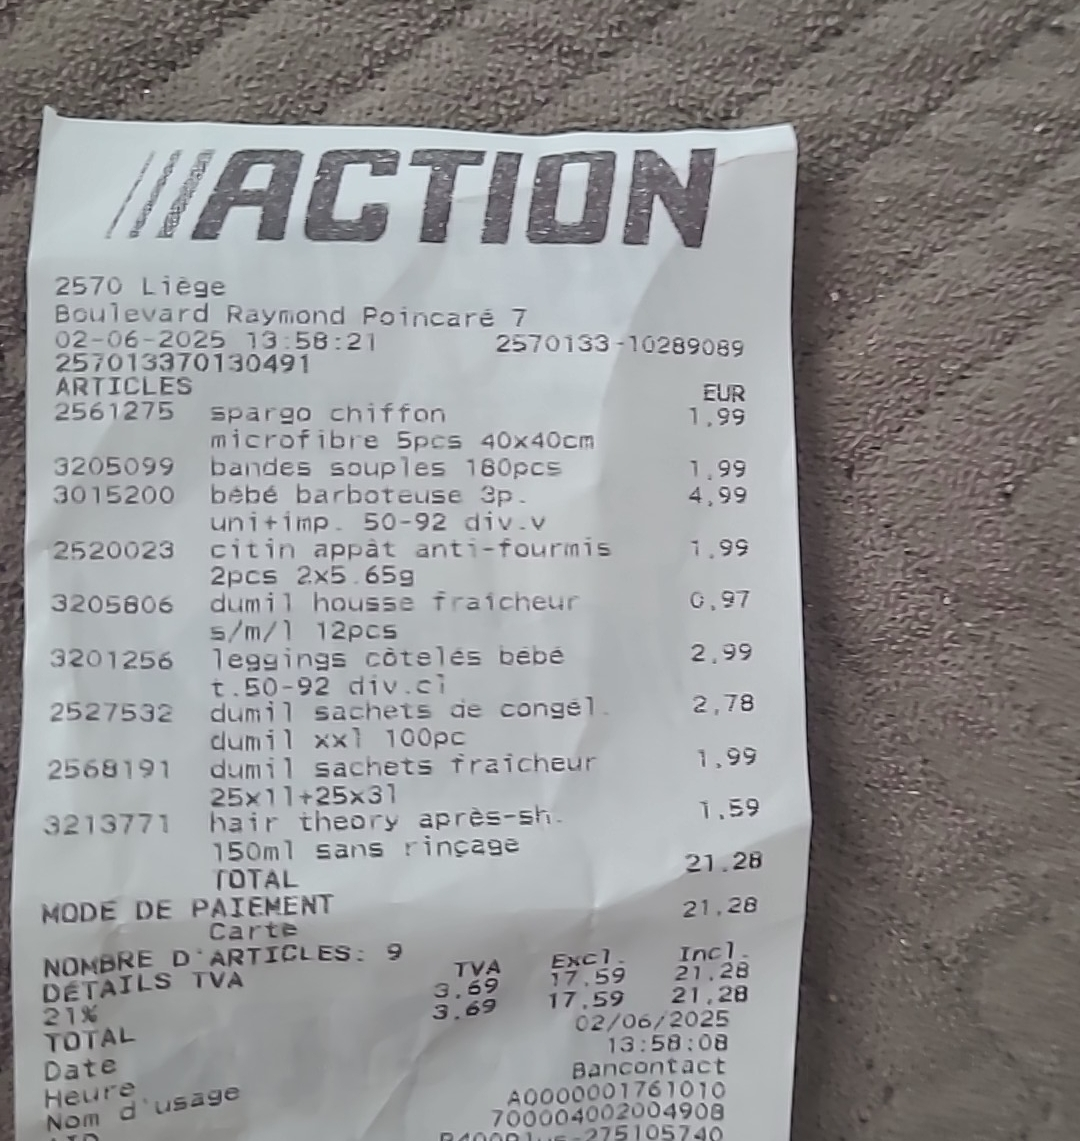 ACTION
2570 Liège
Boulevard Raymond Poincaré 7
02-06-2025 13:58:21 2570133-10289089
257013370130491
ARTICLES EUR
2561275 spargo chiffon 1,99
microfibre 5pcs 40x40cm
3205099 bandes souples 180pcs 1,99
3015200 bébé barboteuse 3p. 4,99
uni+imp. 50-92 div.v
2520023 citin appât anti-fourmis 1,99
2pcs 2x5.65g
3205806 dumil housse fraîcheur 0,97
s/m/l 12pcs
3201256 leggings côtelés bébé 2,99
t.50-92 div.cl
2527532 dumil sachets de congél. 2,78
dumil xxl 100pc
2568191 dumil sachets fraîcheur 1,99
25x11+25x31
3213771 hair theory après-sh. 1,59
150ml sans rinçage
TOTAL 21.28
MODE DE PAIEMENT
Carte 21,28
NOMBRE D'ARTICLES: 9
DÉTAILS TVA TVA Excl. Incl.
21% 3.69 17.59 21.28
TOTAL 3.69 17.59 21,28
Date 02/06/2025
Heure 13:58:08
Nom d'usage Bancontact
A0000001761010
700004002004908